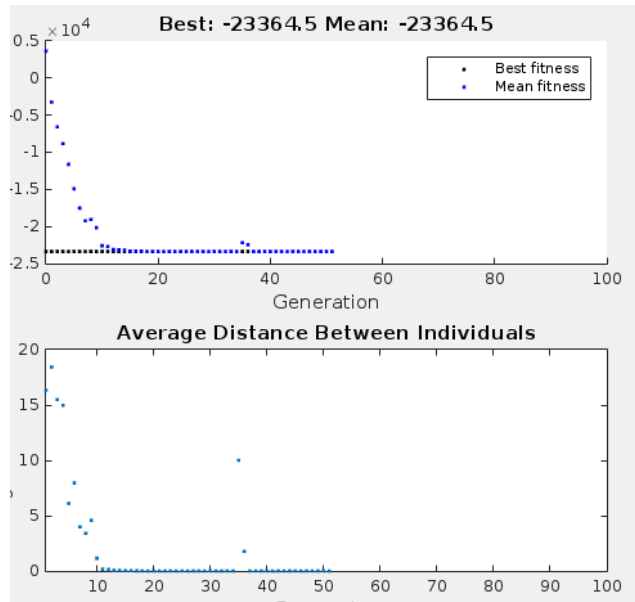 ×10^4
Best: -23364.5 Mean: -23364.5
0.5
0
-0.5
-1
-1.5
-2
-2.5
Best fitness
Mean fitness
0 20 40 60 80 100
Generation
Average Distance Between Individuals
20
15
10
5
0
10 20 30 40 50 60 70 80 90 100